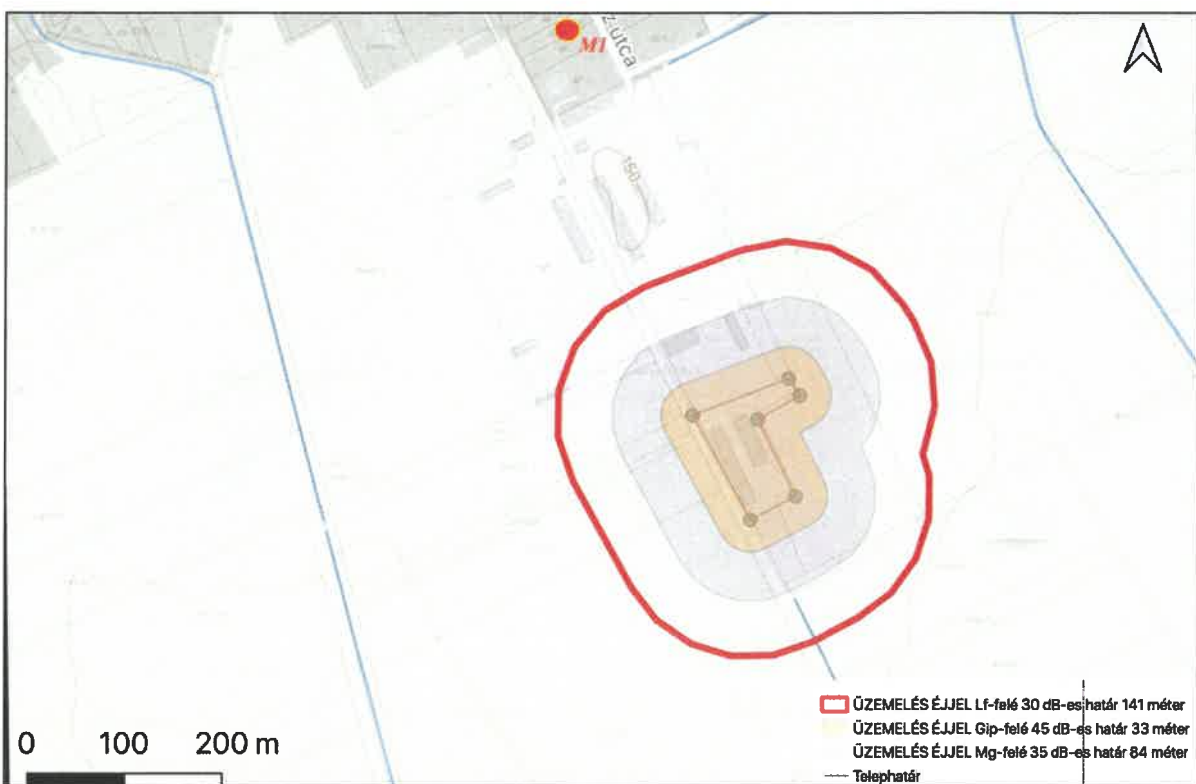 Z utca
M1
150
0 100 200 m
ÜZEMELÉS ÉJJEL Lf-felé 30 dB-es határ 141 méter
ÜZEMELÉS ÉJJEL Gip-felé 45 dB-es határ 33 méter
ÜZEMELÉS ÉJJEL Mg-felé 35 dB-es határ 84 méter
Telephatár